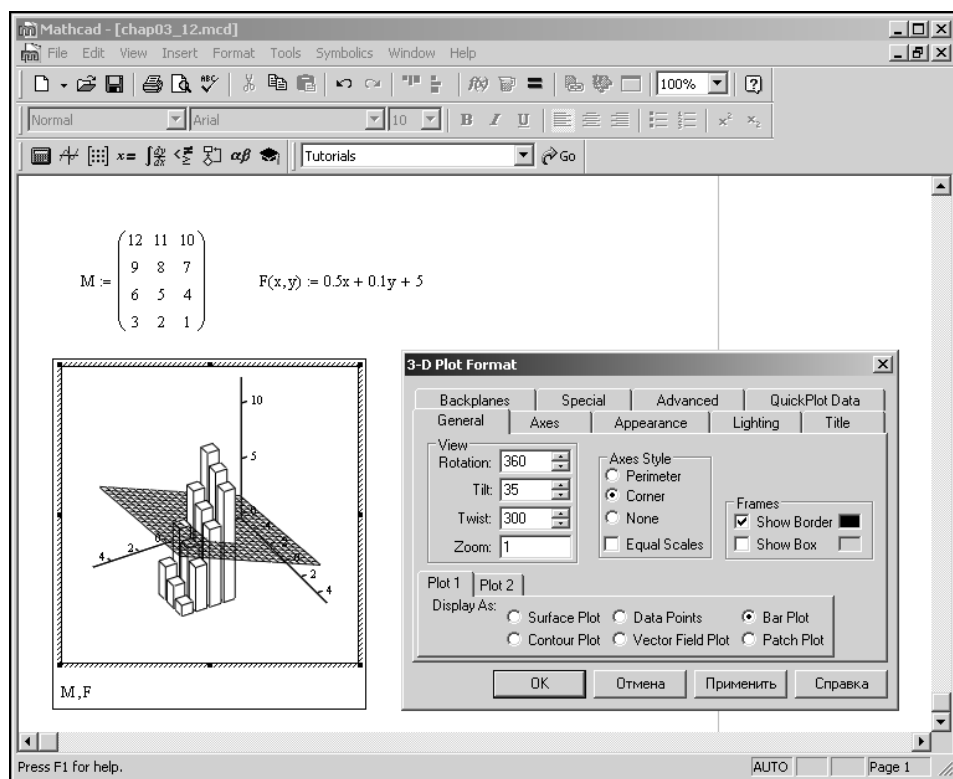 Mathcad - [chap03_12.mcd]
File Edit View Insert Format Tools Symbolics Window Help
100%
Normal Arial 10 B I U x² x₂
x= αβ Tutorials Go
M := (12 11 10
9 8 7
6 5 4
3 2 1)
F(x,y) := 0.5x + 0.1y + 5
10
5
4 2
2
4
M,F
3-D Plot Format
Backplanes Special Advanced QuickPlot Data
General Axes Appearance Lighting Title
View
Rotation: 360
Tilt: 35
Twist: 300
Zoom: 1
Axes Style
Perimeter
Corner
None
Equal Scales
Frames
Show Border
Show Box
Plot 1 Plot 2
Display As:
Surface Plot Data Points Bar Plot
Contour Plot Vector Field Plot Patch Plot
OK Отмена Применить Справка
Press F1 for help. AUTO Page 1